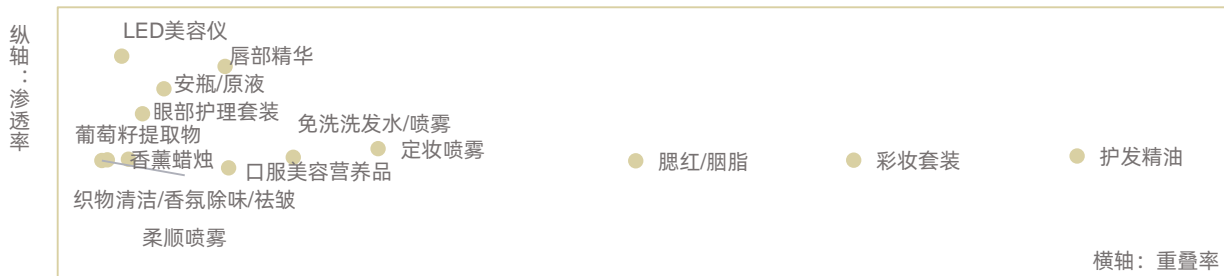 纵轴：渗透率
LED美容仪
唇部精华
安瓶/原液
眼部护理套装
葡萄籽提取物
免洗洗发水/喷雾
定妆喷雾
香薰蜡烛
口服美容营养品
腮红/胭脂
彩妆套装
护发精油
织物清洁/香氛除味/祛皱
柔顺喷雾
横轴：重叠率